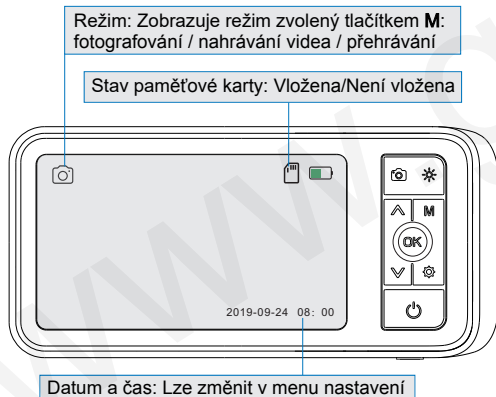 Režim: Zobrazuje režim zvolený tlačítkem M:
fotografování / nahrávání videa / přehrávání
Stav paměťové karty: Vložena/Není vložena
M
OK
2019-09-24 08: 00
Datum a čas: Lze změnit v menu nastavení